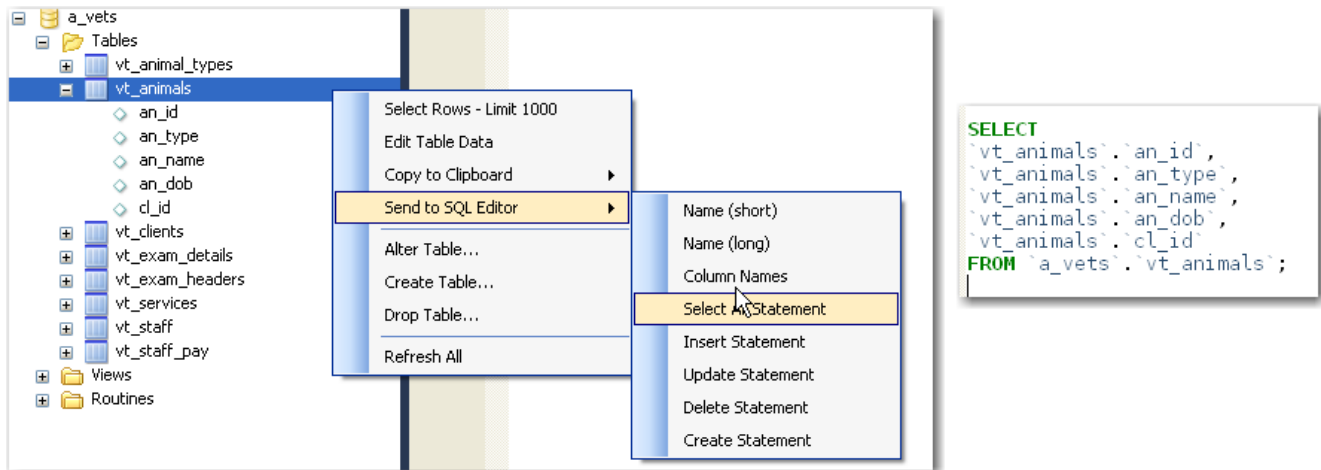 a_vets
Tables
vt_animal_types
vt_animals
an_id
an_type
an_name
an_dob
cl_id
vt_clients
vt_exam_details
vt_exam_headers
vt_services
vt_staff
vt_staff_pay
Views
Routines
Select Rows - Limit 1000
Edit Table Data
Copy to Clipboard
Send to SQL Editor
Alter Table...
Create Table...
Drop Table...
Refresh All
Name (short)
Name (long)
Column Names
Select All Statement
Insert Statement
Update Statement
Delete Statement
Create Statement
SELECT
`vt_animals`.`an_id`,
`vt_animals`.`an_type`,
`vt_animals`.`an_name`,
`vt_animals`.`an_dob`,
`vt_animals`.`cl_id`
FROM `a_vets`.`vt_animals`;